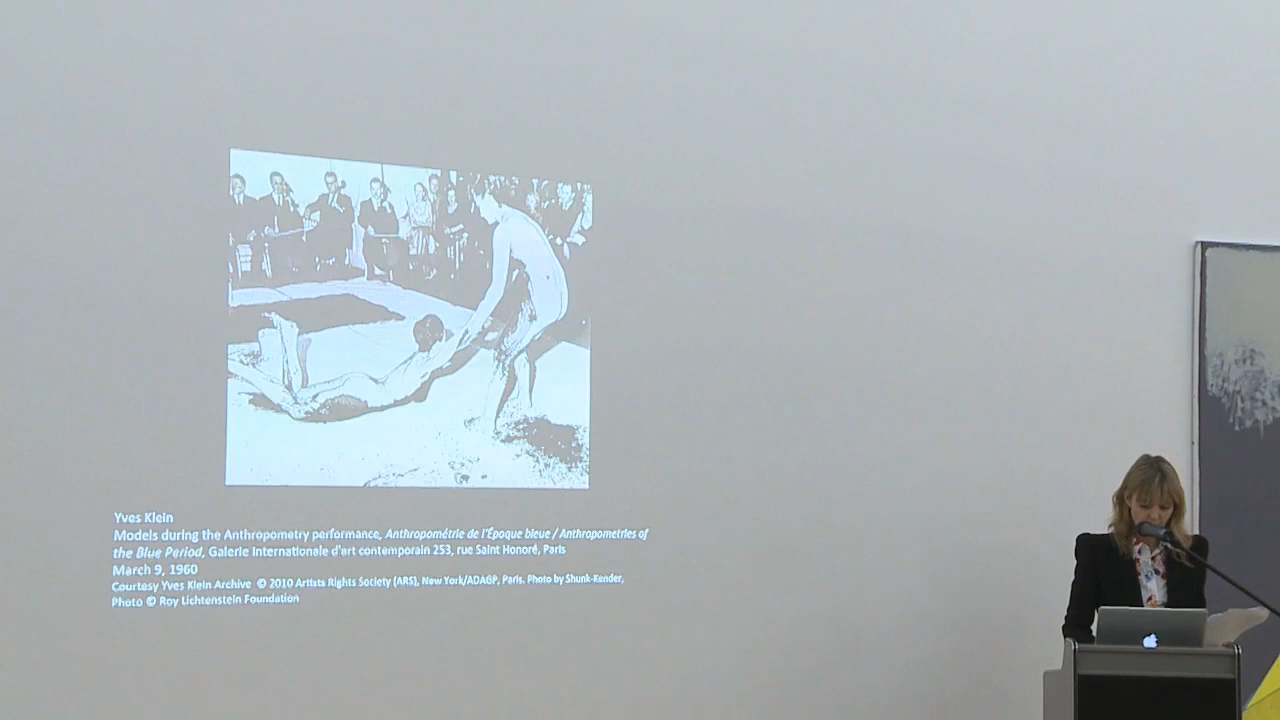 Yves Klein
Models during the Anthropometry performance, Anthropométrie de l'Époque bleue / Anthropometries of
the Blue Period, Galerie Internationale d'art contemporain 253, rue Saint Honoré, Paris
March 9, 1960
Courtesy Yves Klein Archive © 2010 Artists Rights Society (ARS), New York/ADAGP, Paris. Photo by Shunk-Kender,
Photo © Roy Lichtenstein Foundation